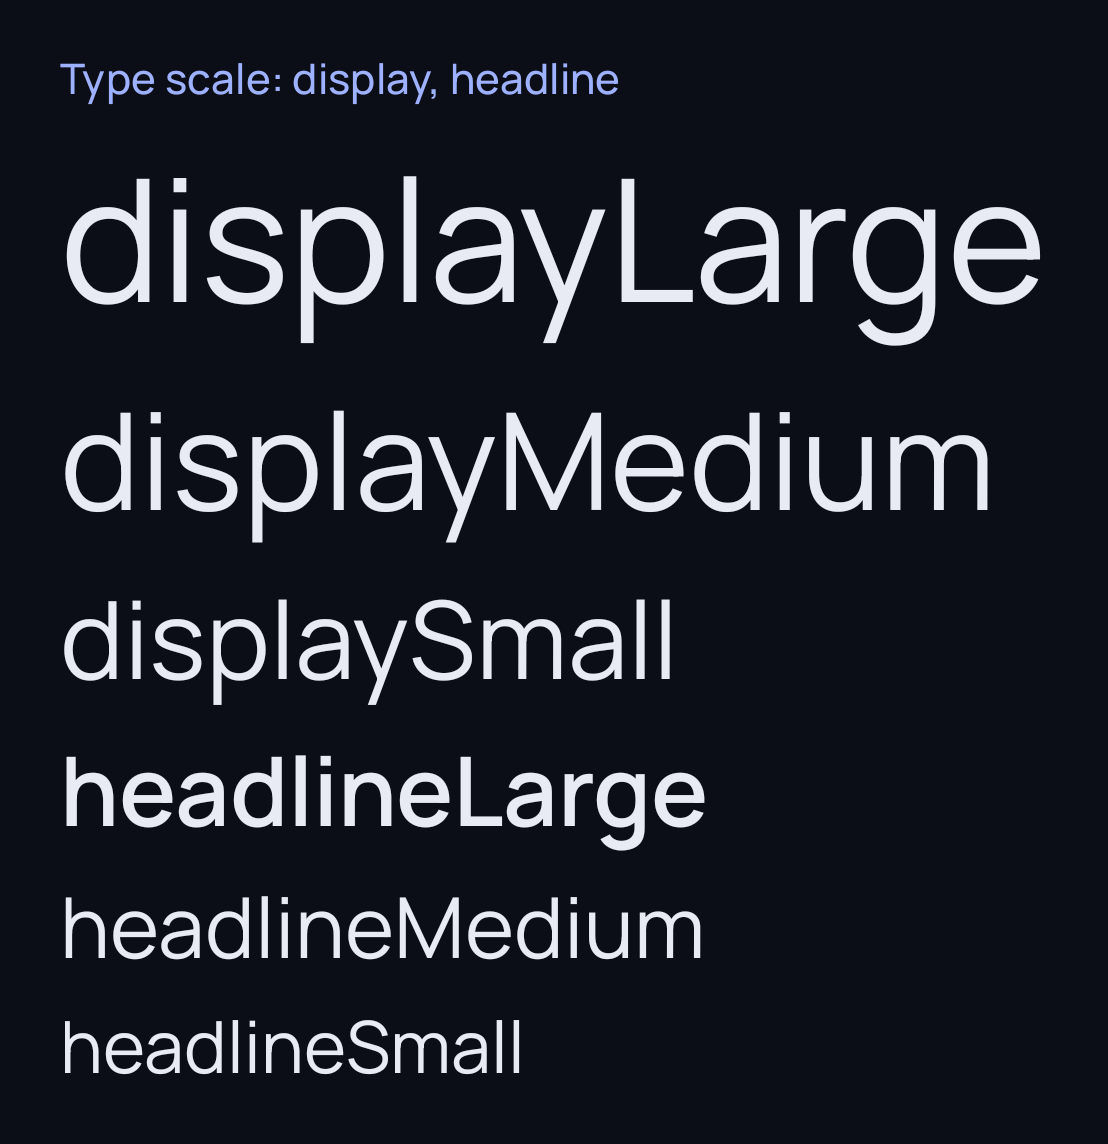 Type scale: display, headline
displayLarge
displayMedium
displaySmall
headlineLarge
headlineMedium
headlineSmall